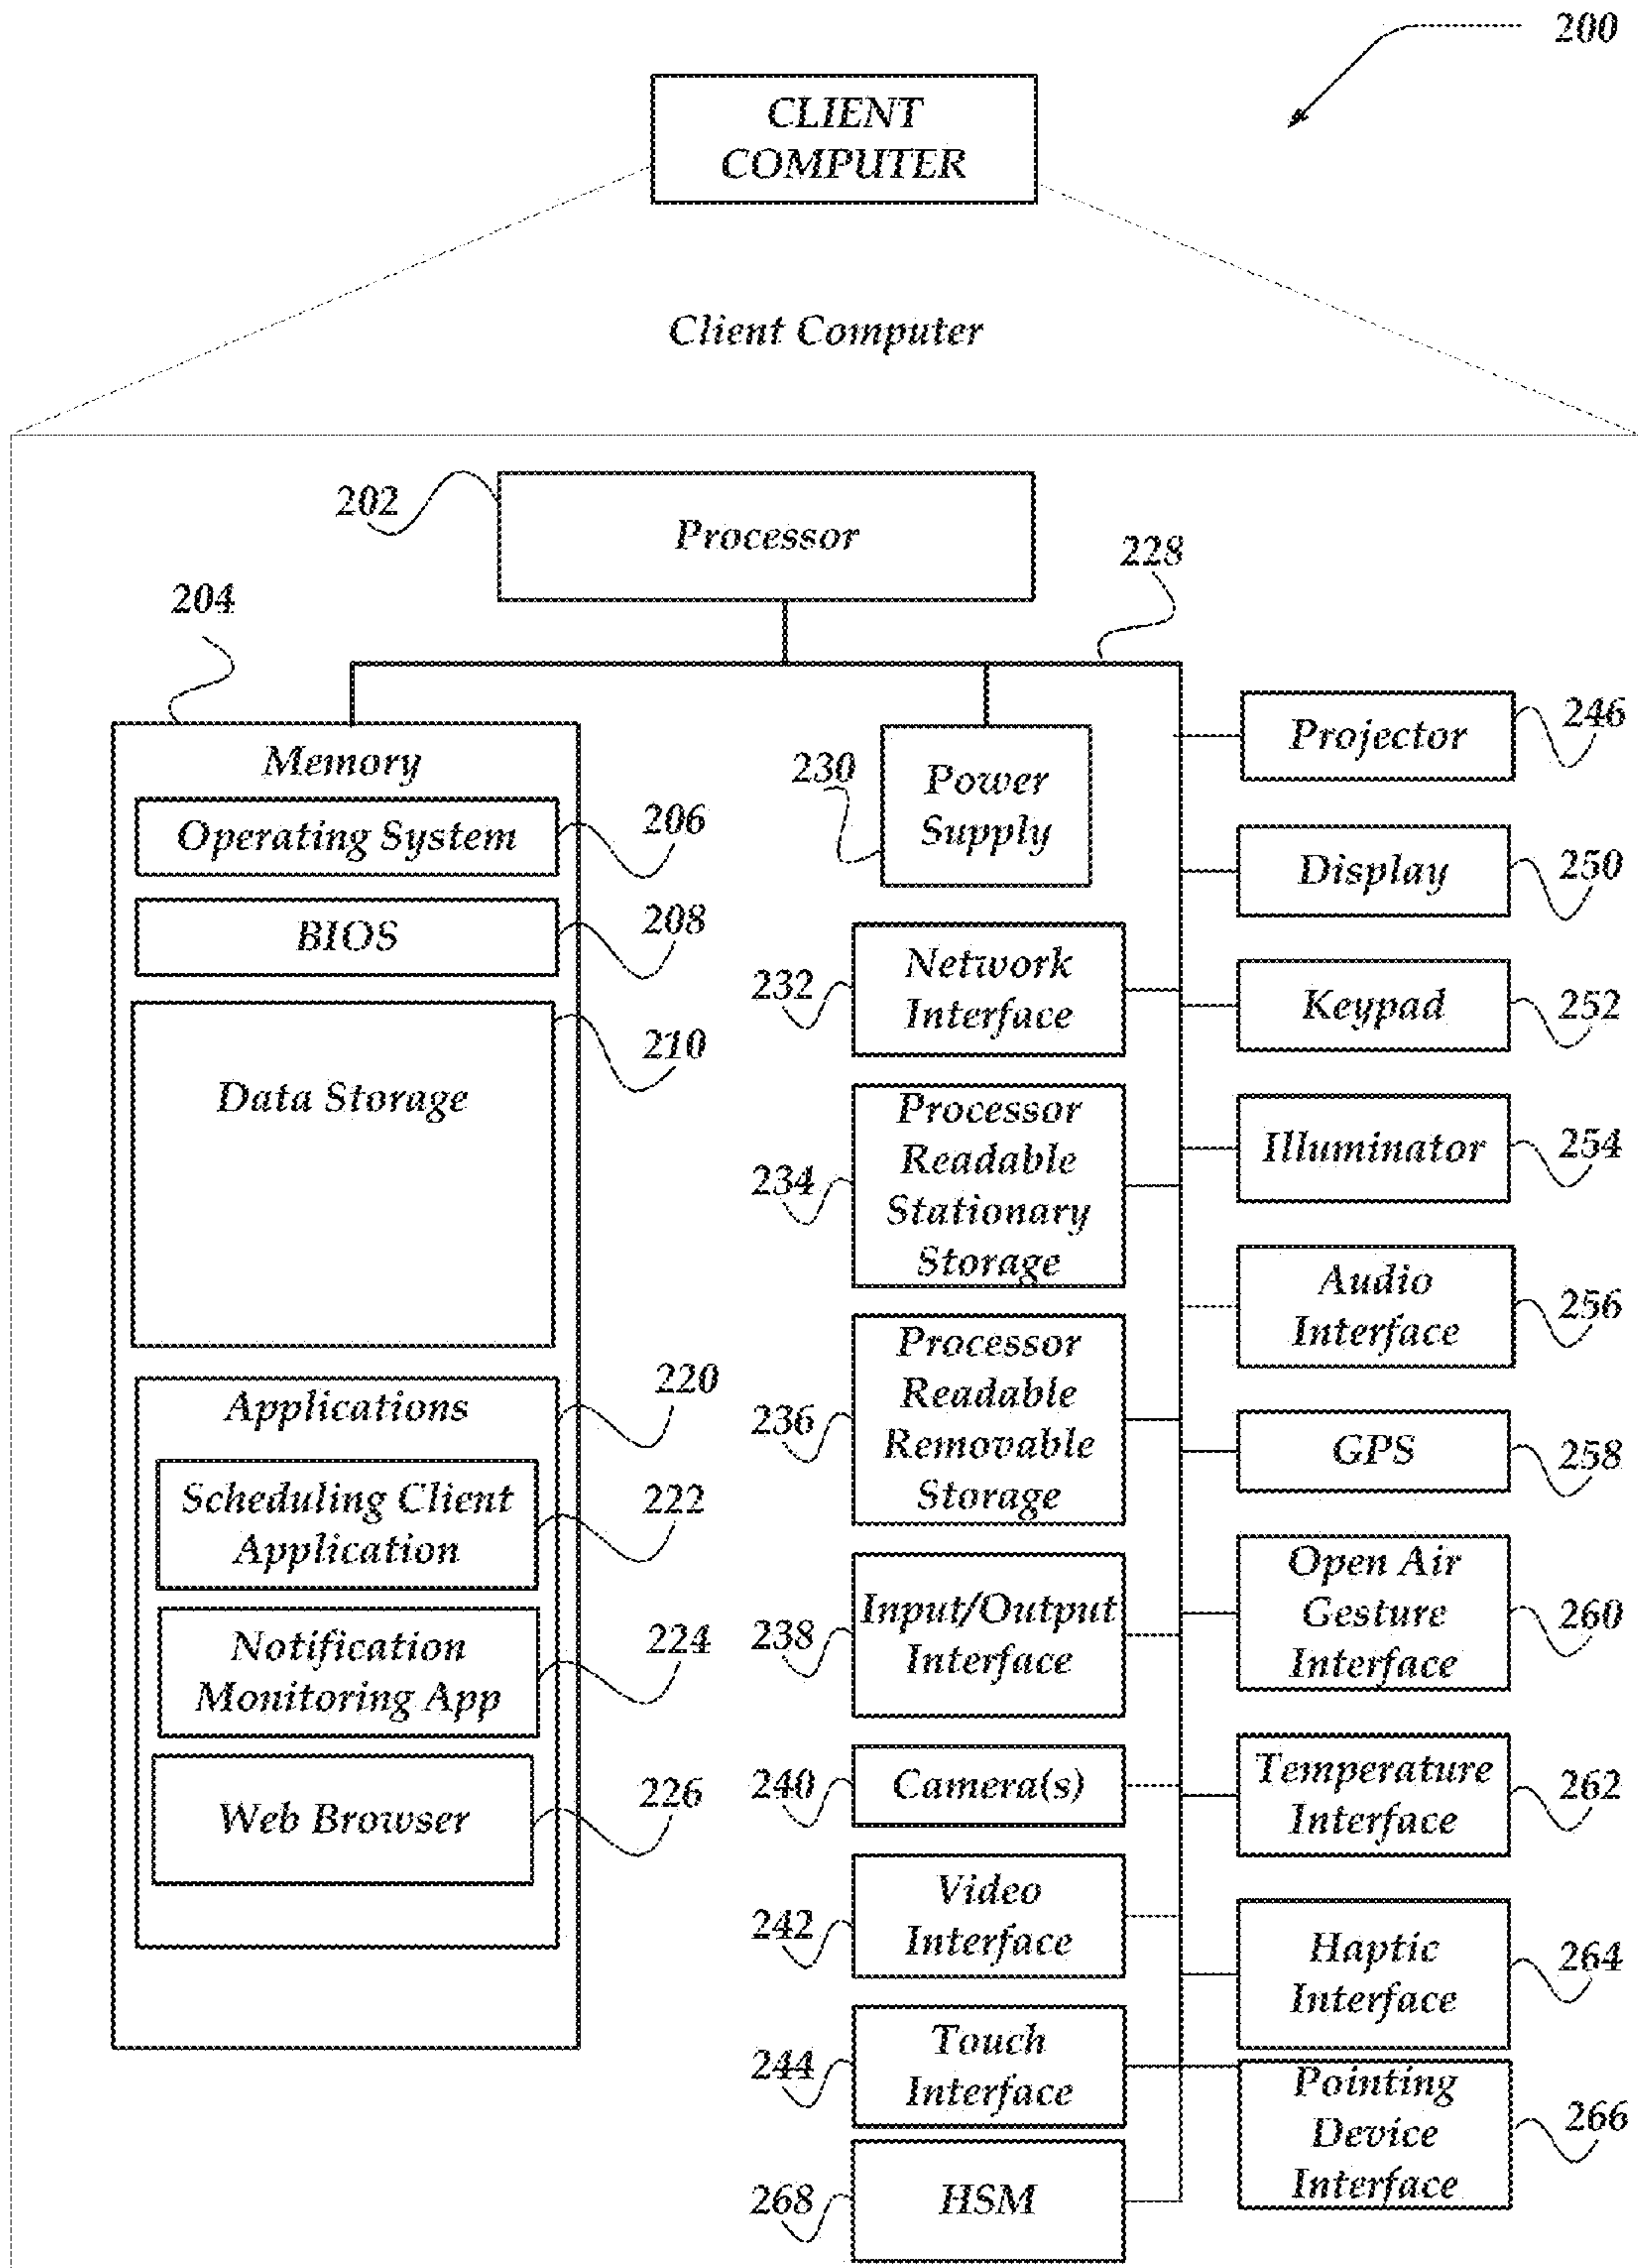 200
CLIENT
COMPUTER
Client Computer
202
Processor
228
204
Memory
Operating System
206
BIOS
208
Data Storage
210
Applications
220
Scheduling Client
Application
222
Notification
Monitoring App
224
Web Browser
226
230
Power
Supply
232
Network
Interface
234
Processor
Readable
Stationary
Storage
236
Processor
Readable
Removable
Storage
238
Input/Output
Interface
240
Camera(s)
242
Video
Interface
244
Touch
Interface
268
HSM
Projector
246
Display
250
Keypad
252
Illuminator
254
Audio
Interface
256
GPS
258
Open Air
Gesture
Interface
260
Temperature
Interface
262
Haptic
Interface
264
Pointing
Device
Interface
266